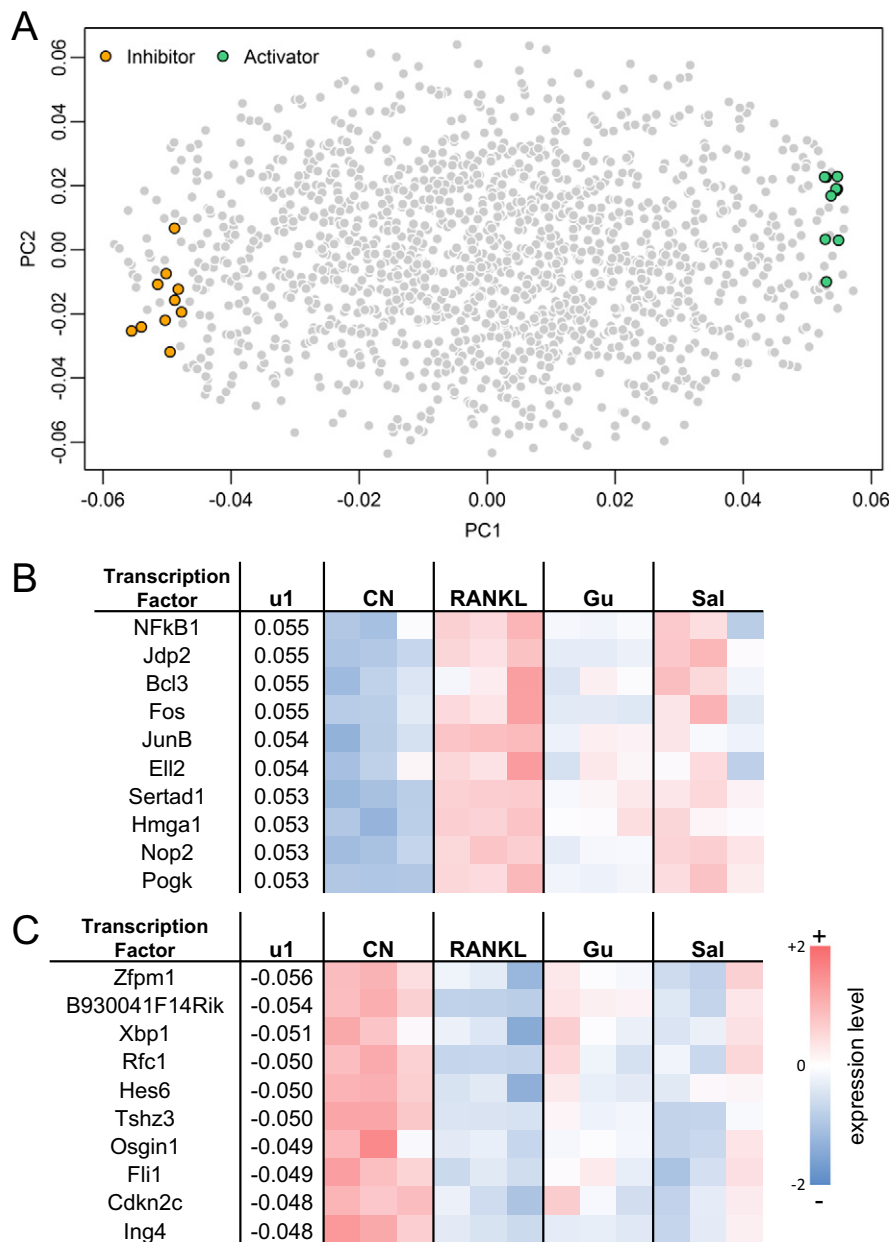 A
Inhibitor Activator
0.06
0.04
0.02
0.00
-0.02
-0.04
-0.06
PC2
-0.06 -0.04 -0.02 0.00 0.02 0.04 0.06
PC1
B
Transcription Factor u1 CN RANKL Gu Sal
NFkB1 0.055
Jdp2 0.055
Bcl3 0.055
Fos 0.055
JunB 0.054
Ell2 0.054
Sertad1 0.053
Hmga1 0.053
Nop2 0.053
Pogk 0.053
C
Transcription Factor u1 CN RANKL Gu Sal
Zfpm1 -0.056
B930041F14Rik -0.054
Xbp1 -0.051
Rfc1 -0.050
Hes6 -0.050
Tshz3 -0.050
Osgin1 -0.049
Fli1 -0.049
Cdkn2c -0.048
Ing4 -0.048
+
+2
0
-2
-
expression level